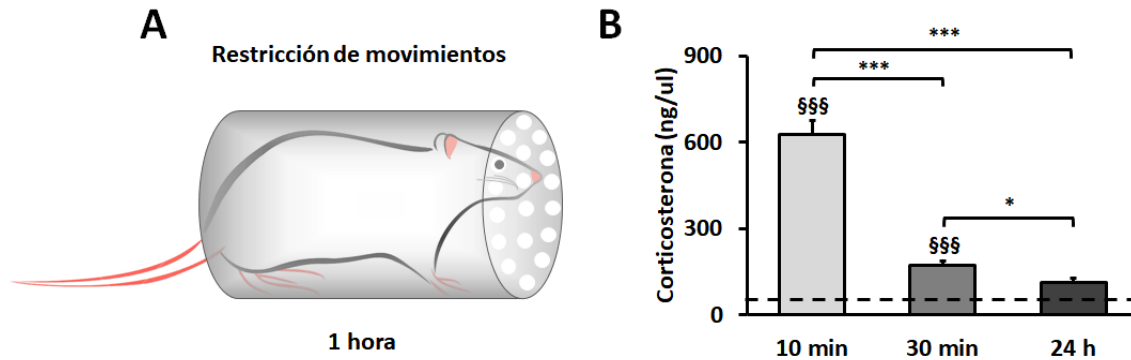 A
Restricción de movimientos
1 hora
B
Corticosterona (ng/ul)
900
600
300
0
***
***
§§§
§§§
*
10 min
30 min
24 h